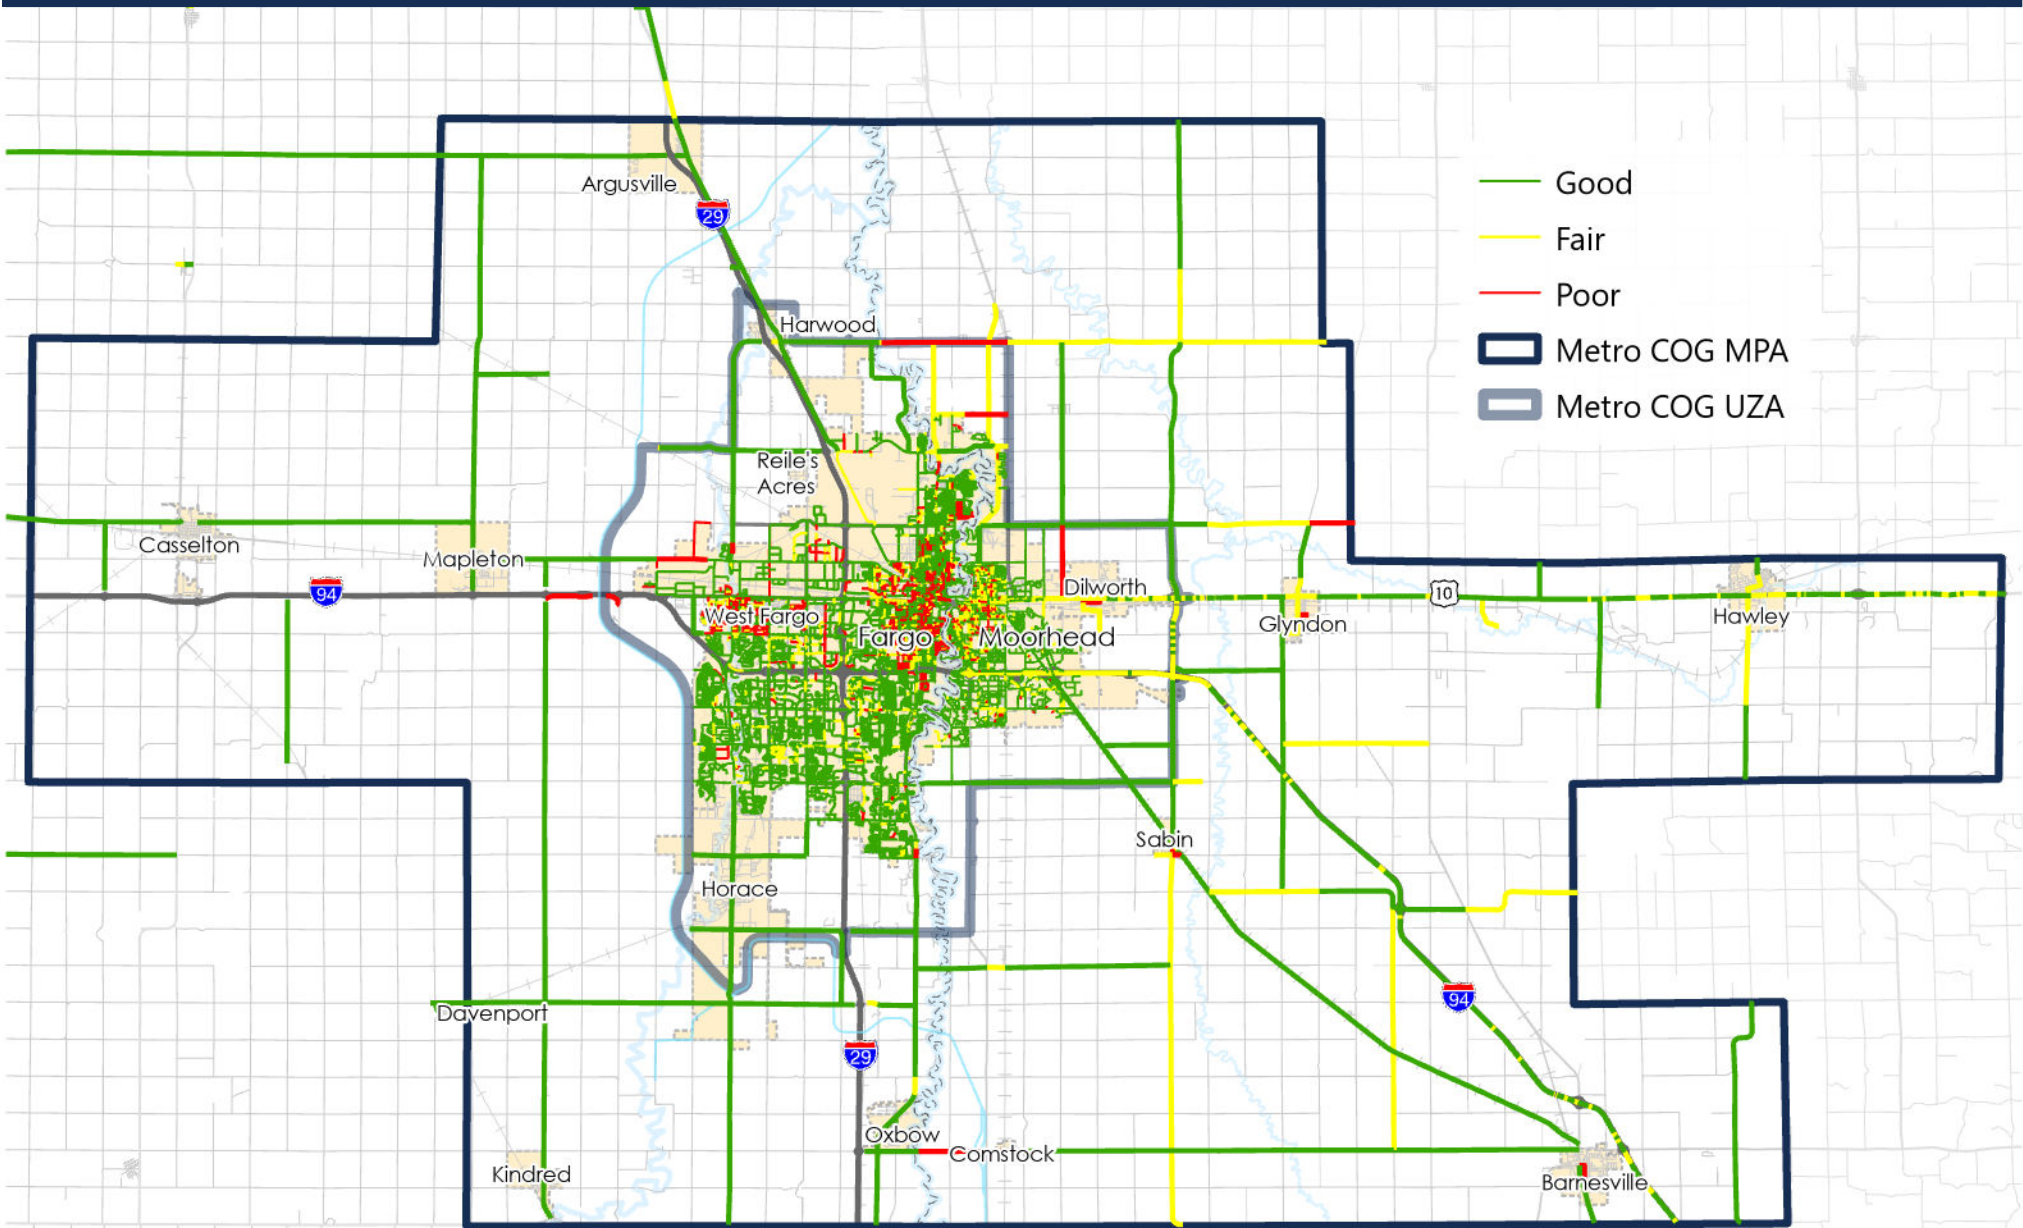 Argusville
29
Good
Fair
Poor
Metro COG MPA
Metro COG UZA
Harwood
Reile's
Acres
Casselton
Mapleton
94
West Fargo
Fargo
Moorhead
Dilworth
Glyndon
10
Hawley
Sabin
Horace
Davenport
29
94
Oxbow
Comstock
Kindred
Barnesville